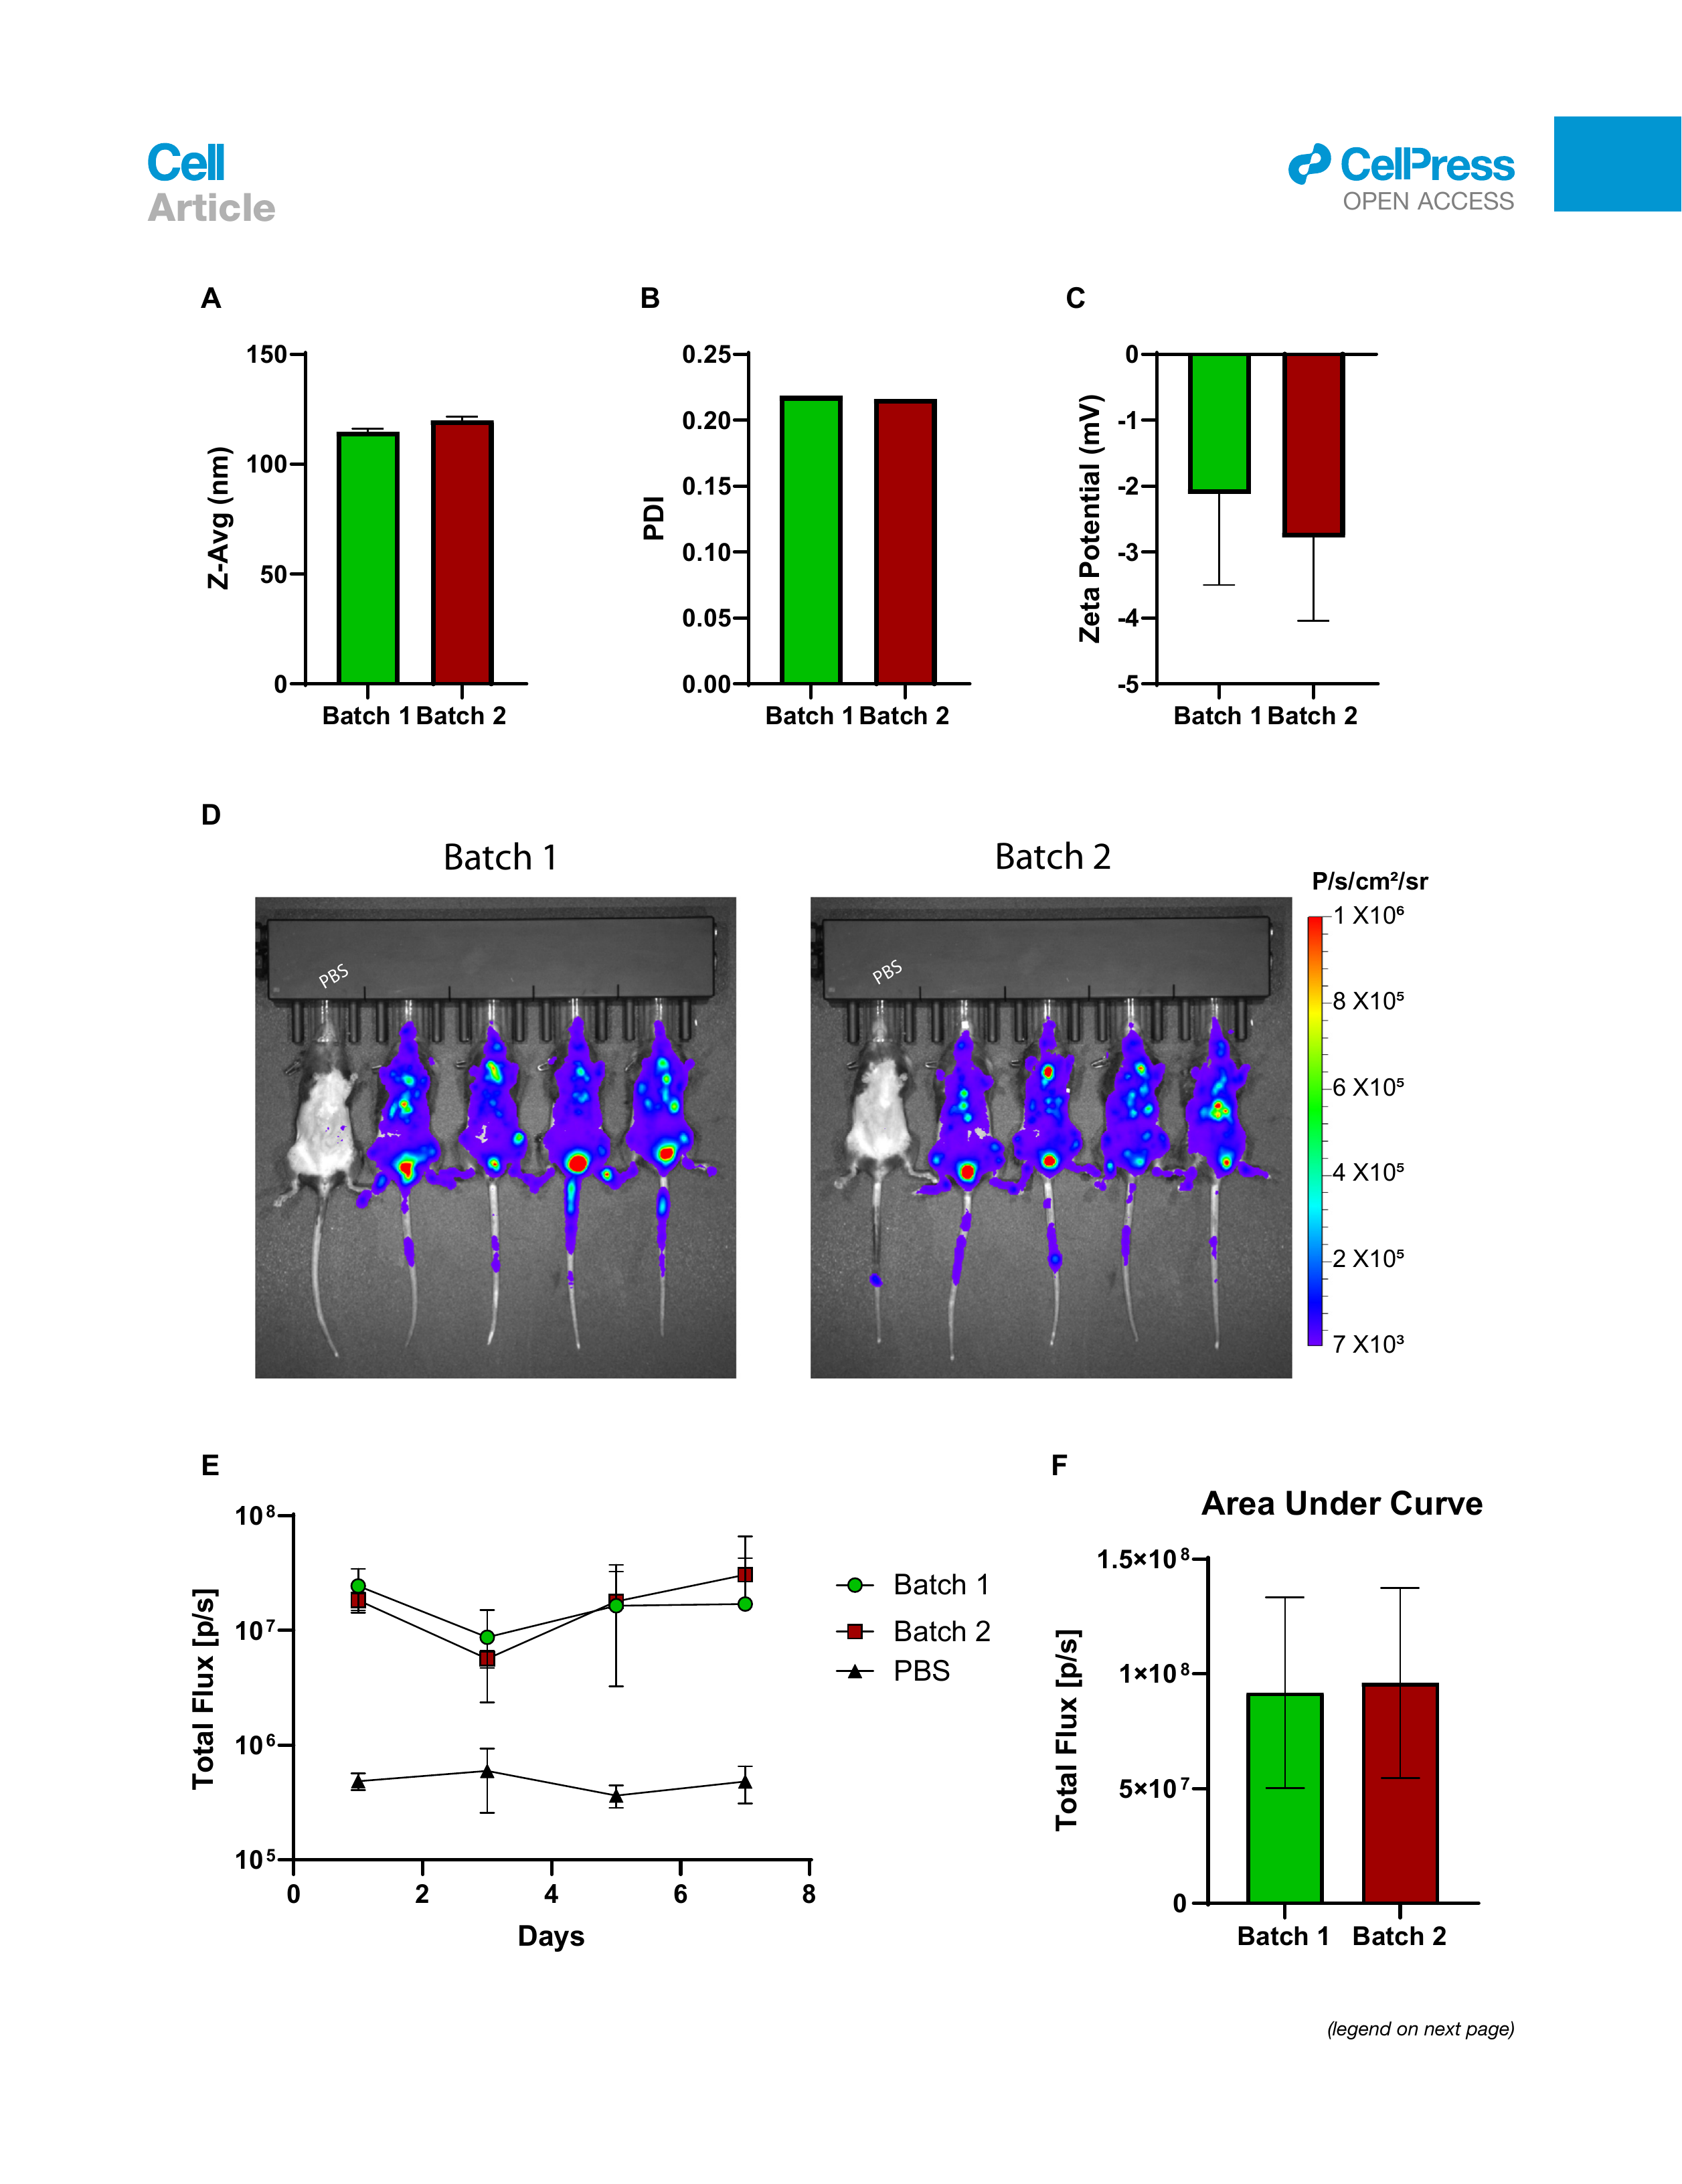 Cell
Article
CellPress
OPEN ACCESS
A
B
C
150
100
50
0
Z-Avg (nm)
Batch 1 Batch 2
0.25
0.20
0.15
0.10
0.05
0.00
PDI
Batch 1 Batch 2
0
-1
-2
-3
-4
-5
Zeta Potential (mV)
Batch 1 Batch 2
D
Batch 1
Batch 2
PBS
PBS
P/s/cm²/sr
1 X10⁶
8 X10⁵
6 X10⁵
4 X10⁵
2 X10⁵
7 X10³
E
10⁸
10⁷
10⁶
10⁵
Total Flux [p/s]
0 2 4 6 8
Days
Batch 1
Batch 2
PBS
F
Area Under Curve
1.5×10⁸
1×10⁸
5×10⁷
0
Total Flux [p/s]
Batch 1 Batch 2
(legend on next page)